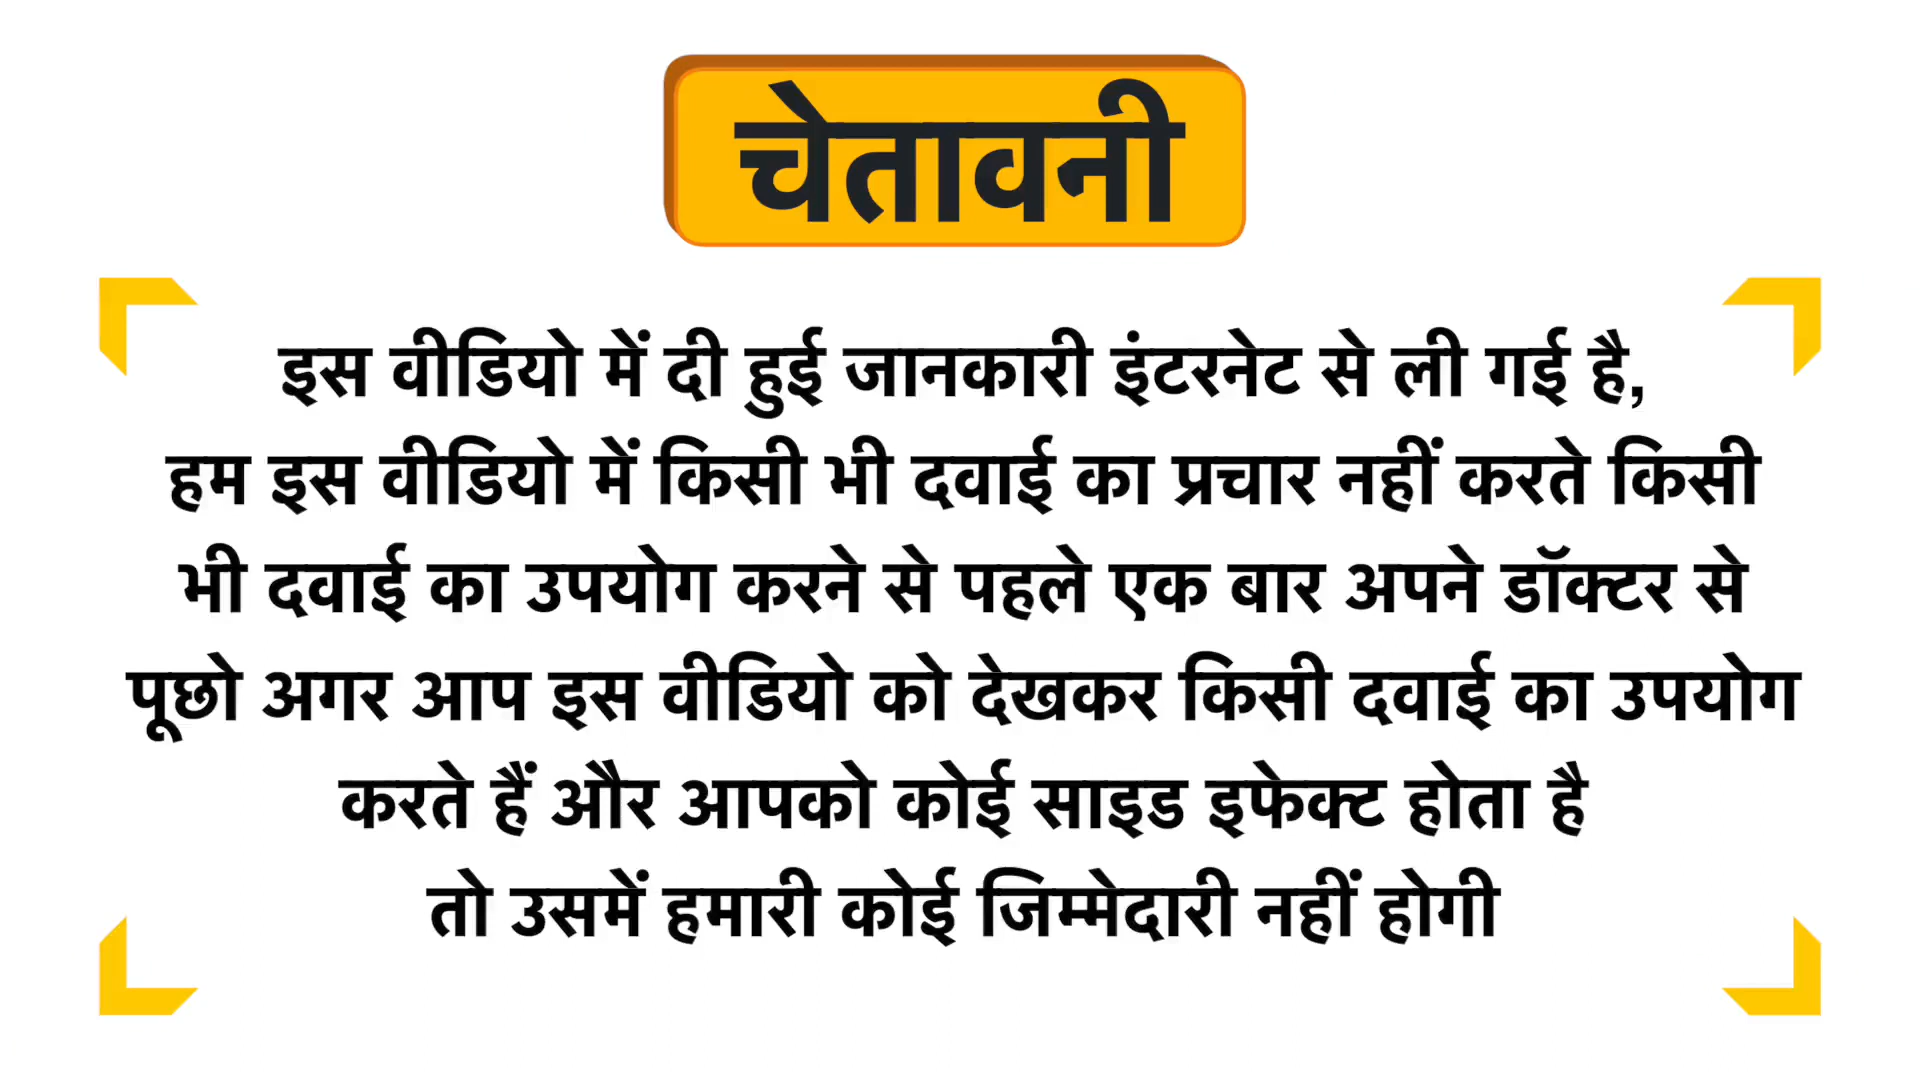 चेतावनी
इस वीडियो में दी हुई जानकारी इंटरनेट से ली गई है,
हम इस वीडियो में किसी भी दवाई का प्रचार नहीं करते किसी
भी दवाई का उपयोग करने से पहले एक बार अपने डॉक्टर से
पूछो अगर आप इस वीडियो को देखकर किसी दवाई का उपयोग
करते हैं और आपको कोई साइड इफेक्ट होता है
तो उसमें हमारी कोई जिम्मेदारी नहीं होगी